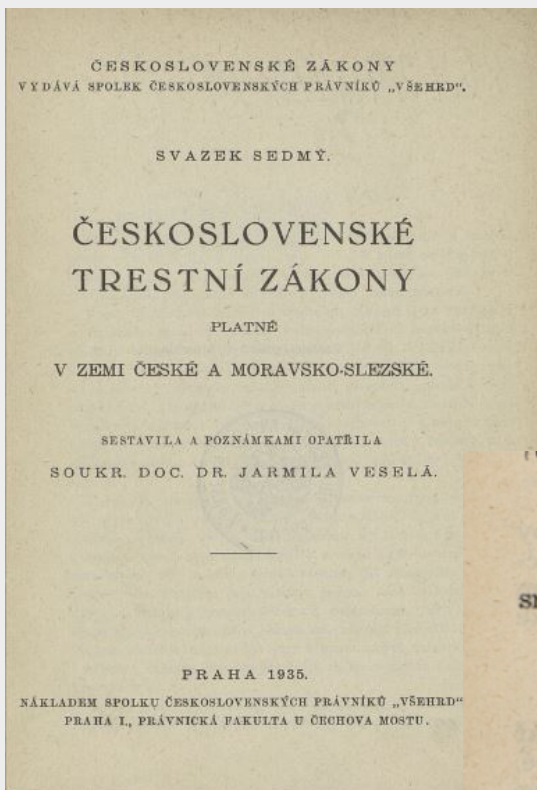 ČESKOSLOVENSKÉ ZÁKONY
VYDÁVÁ SPOLEK ČESKOSLOVENSKÝCH PRÁVNÍKŮ „VŠEHRD“.
SVAZEK SEDMÝ.
ČESKOSLOVENSKÉ
TRESTNÍ ZÁKONY
PLATNÉ
V ZEMI ČESKÉ A MORAVSKO-SLEZSKÉ.
SESTAVILA A POZNÁMKAMI OPATŘILA
SOUKR. DOC. DR. JARMILA VESELÁ.
PRAHA 1935.
NÁKLADEM SPOLKU ČESKOSLOVENSKÝCH PRÁVNÍKŮ „VŠEHRD“
PRAHA I., PRÁVNICKÁ FAKULTA U ČECHOVA MOSTU.